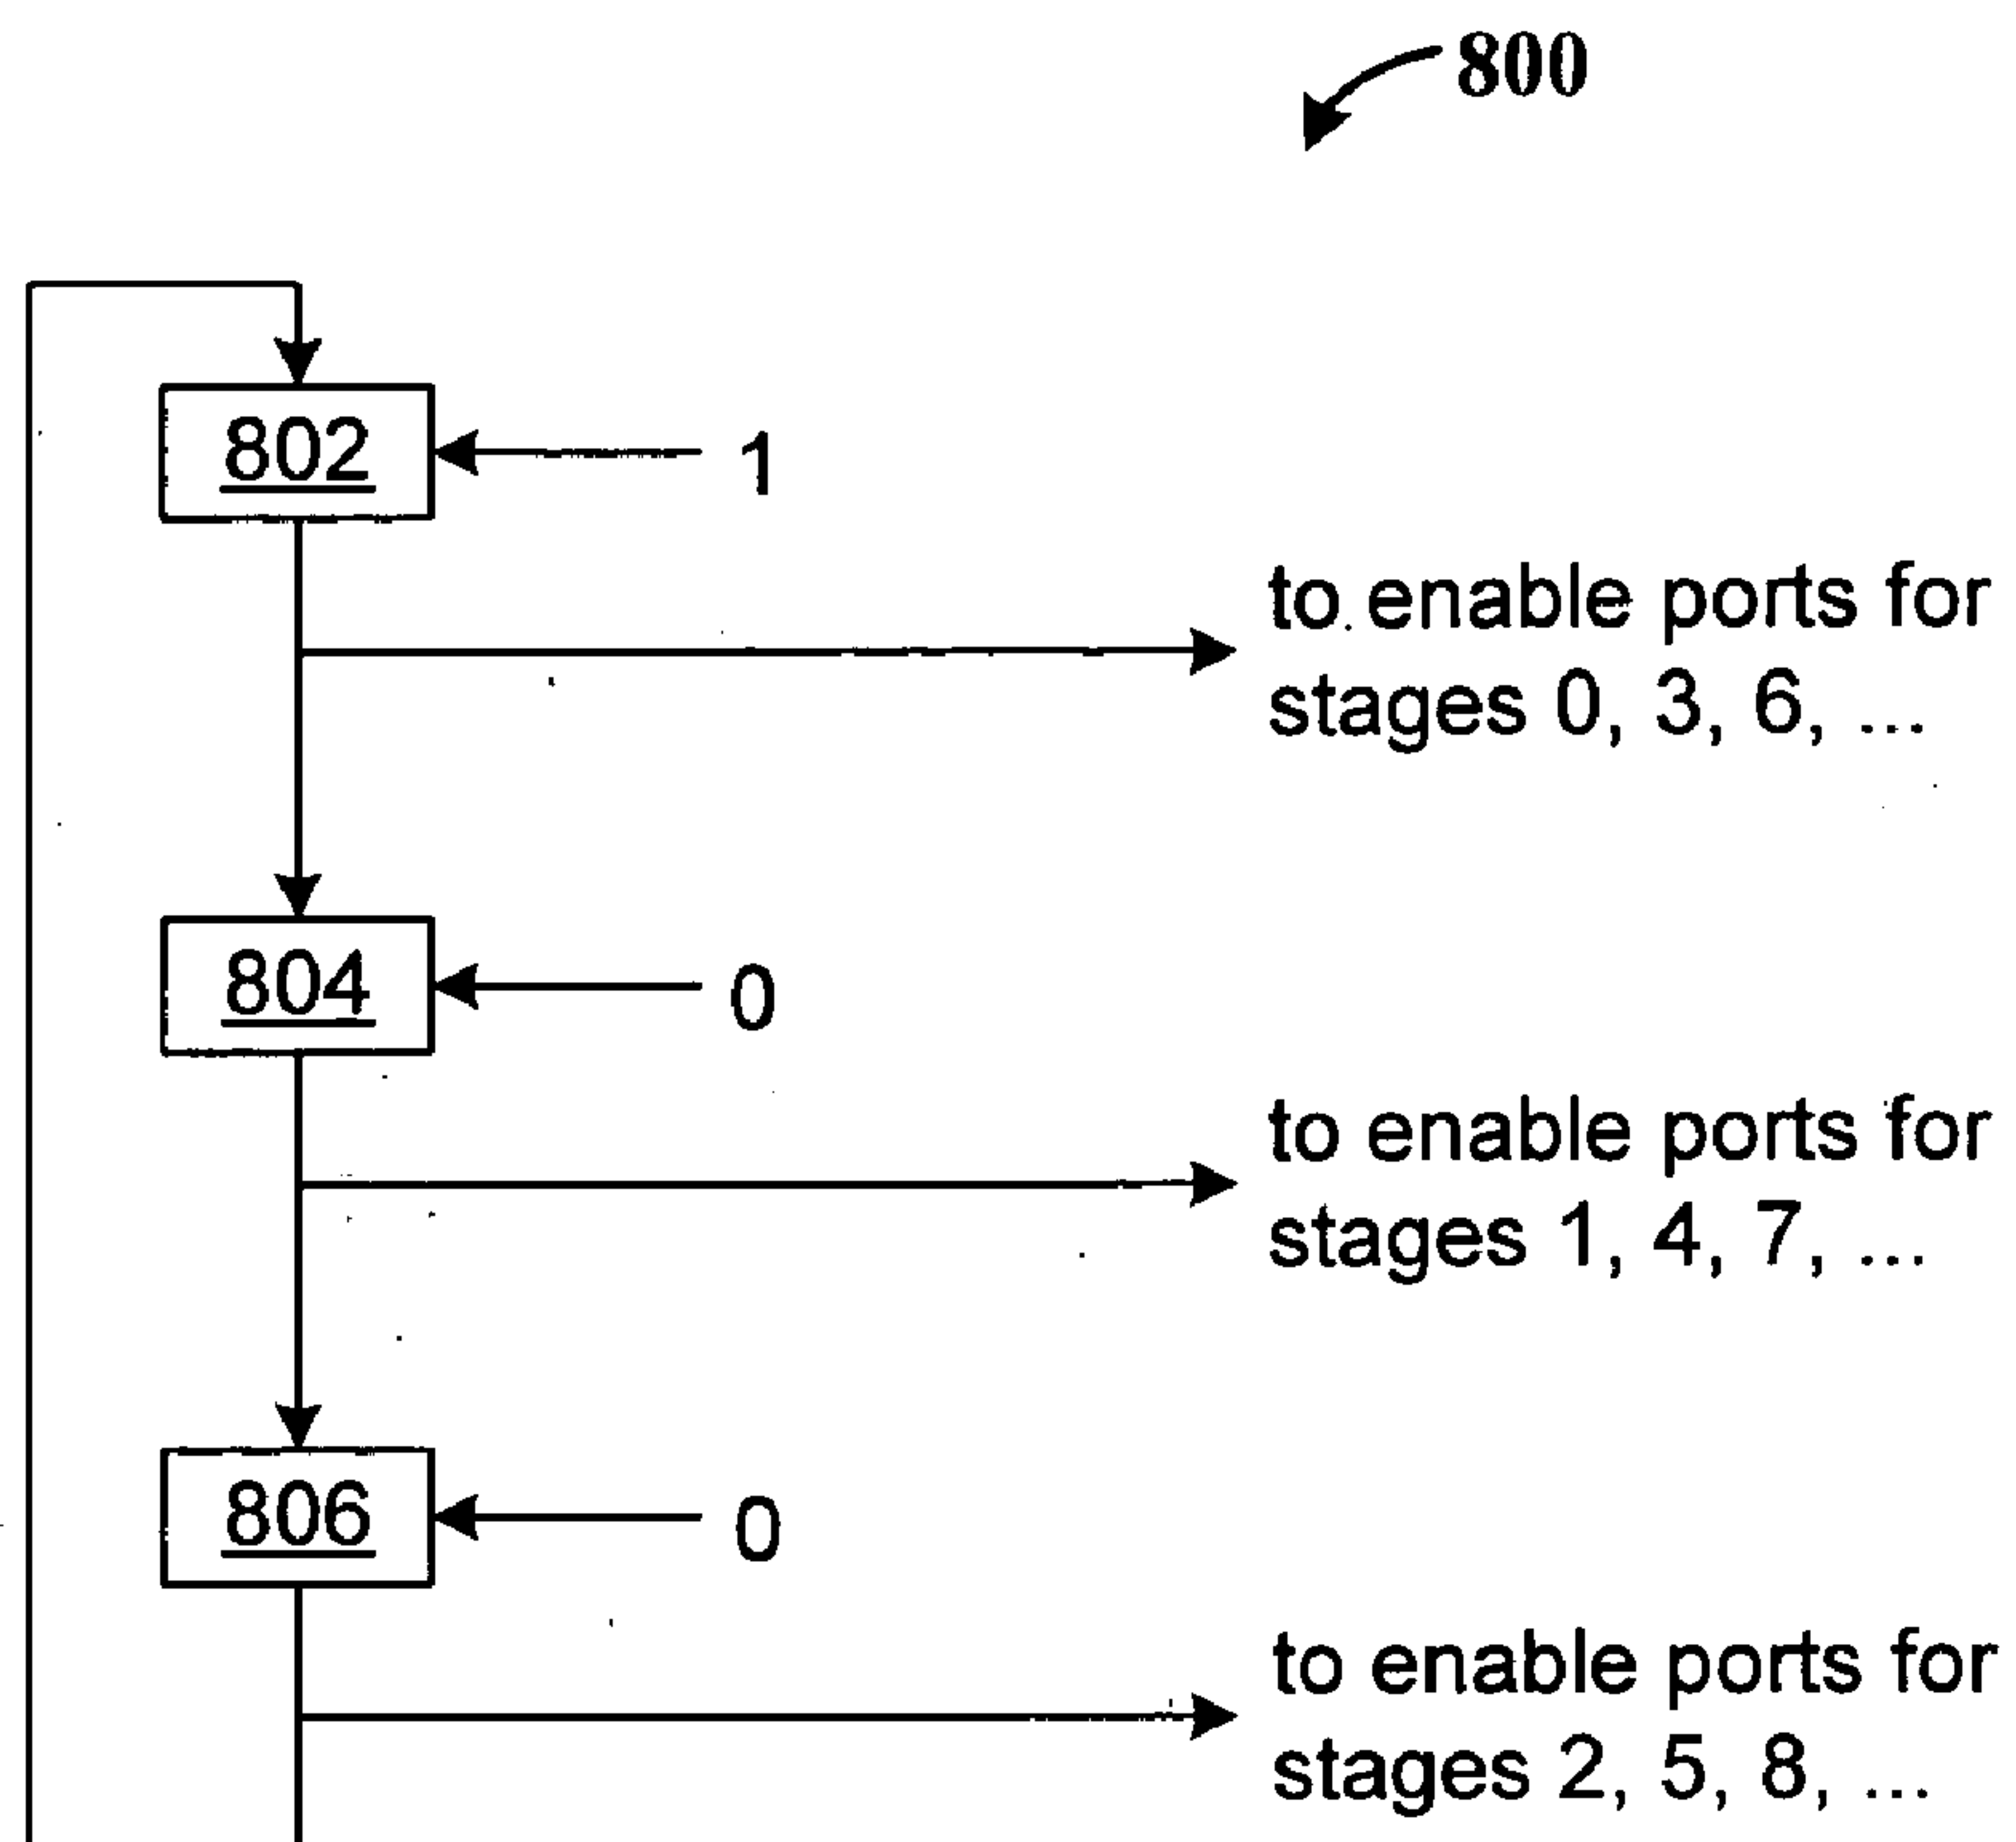 800
802
1
to enable ports for
stages 0, 3, 6, ...
804
0
to enable ports for
stages 1, 4, 7, ...
806
0
to enable ports for
stages 2, 5, 8, ...